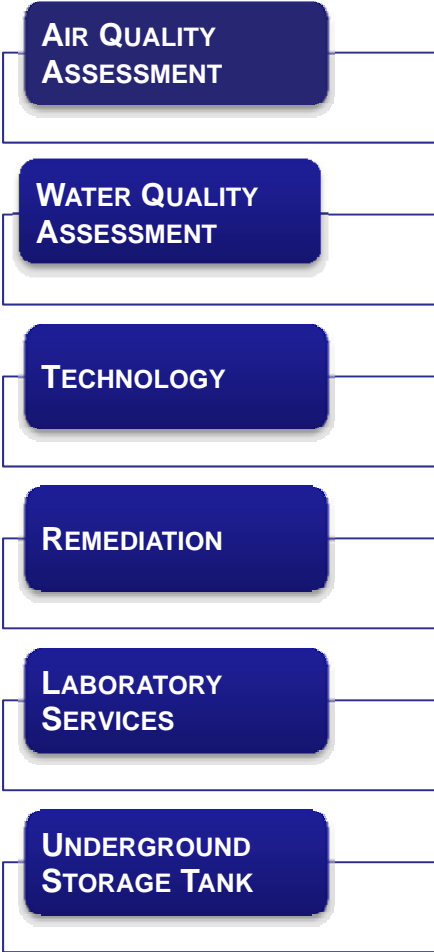 AIR QUALITY
ASSESSMENT
WATER QUALITY
ASSESSMENT
TECHNOLOGY
REMEDIATION
LABORATORY
SERVICES
UNDERGROUND
STORAGE TANK